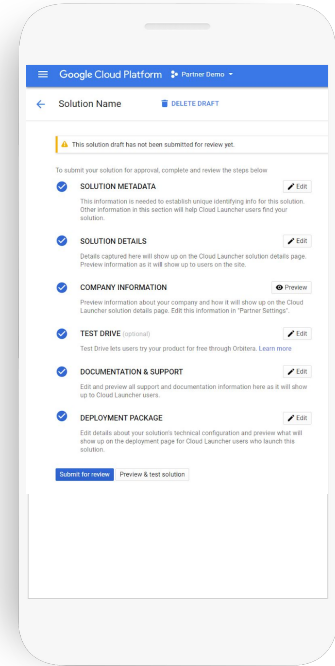 Google Cloud Platform Partner Demo
Solution Name DELETE DRAFT
This solution draft has not been submitted for review yet.
To submit your solution for approval, complete and review the steps below
SOLUTION METADATA Edit
This information is needed to establish unique identifying info for this solution.
Other information in this section will help Cloud Launcher users find your
solution.
SOLUTION DETAILS Edit
Details captured here will show up on the Cloud Launcher solution details page.
Preview information as it will show up to users on the site.
COMPANY INFORMATION Preview
Preview information about your company and how it will show up on the Cloud
Launcher solution details page. Edit this information in "Partner Settings".
TEST DRIVE (optional) Edit
Test Drive lets users try your product for free through Orbitera. Learn more
DOCUMENTATION & SUPPORT Edit
Edit and preview all support and documentation information here as it will show
up to Cloud Launcher users.
DEPLOYMENT PACKAGE Edit
Edit details about your solution's technical configuration and preview what will
show up on the deployment page for Cloud Launcher users who launch this
solution.
Submit for review Preview & test solution